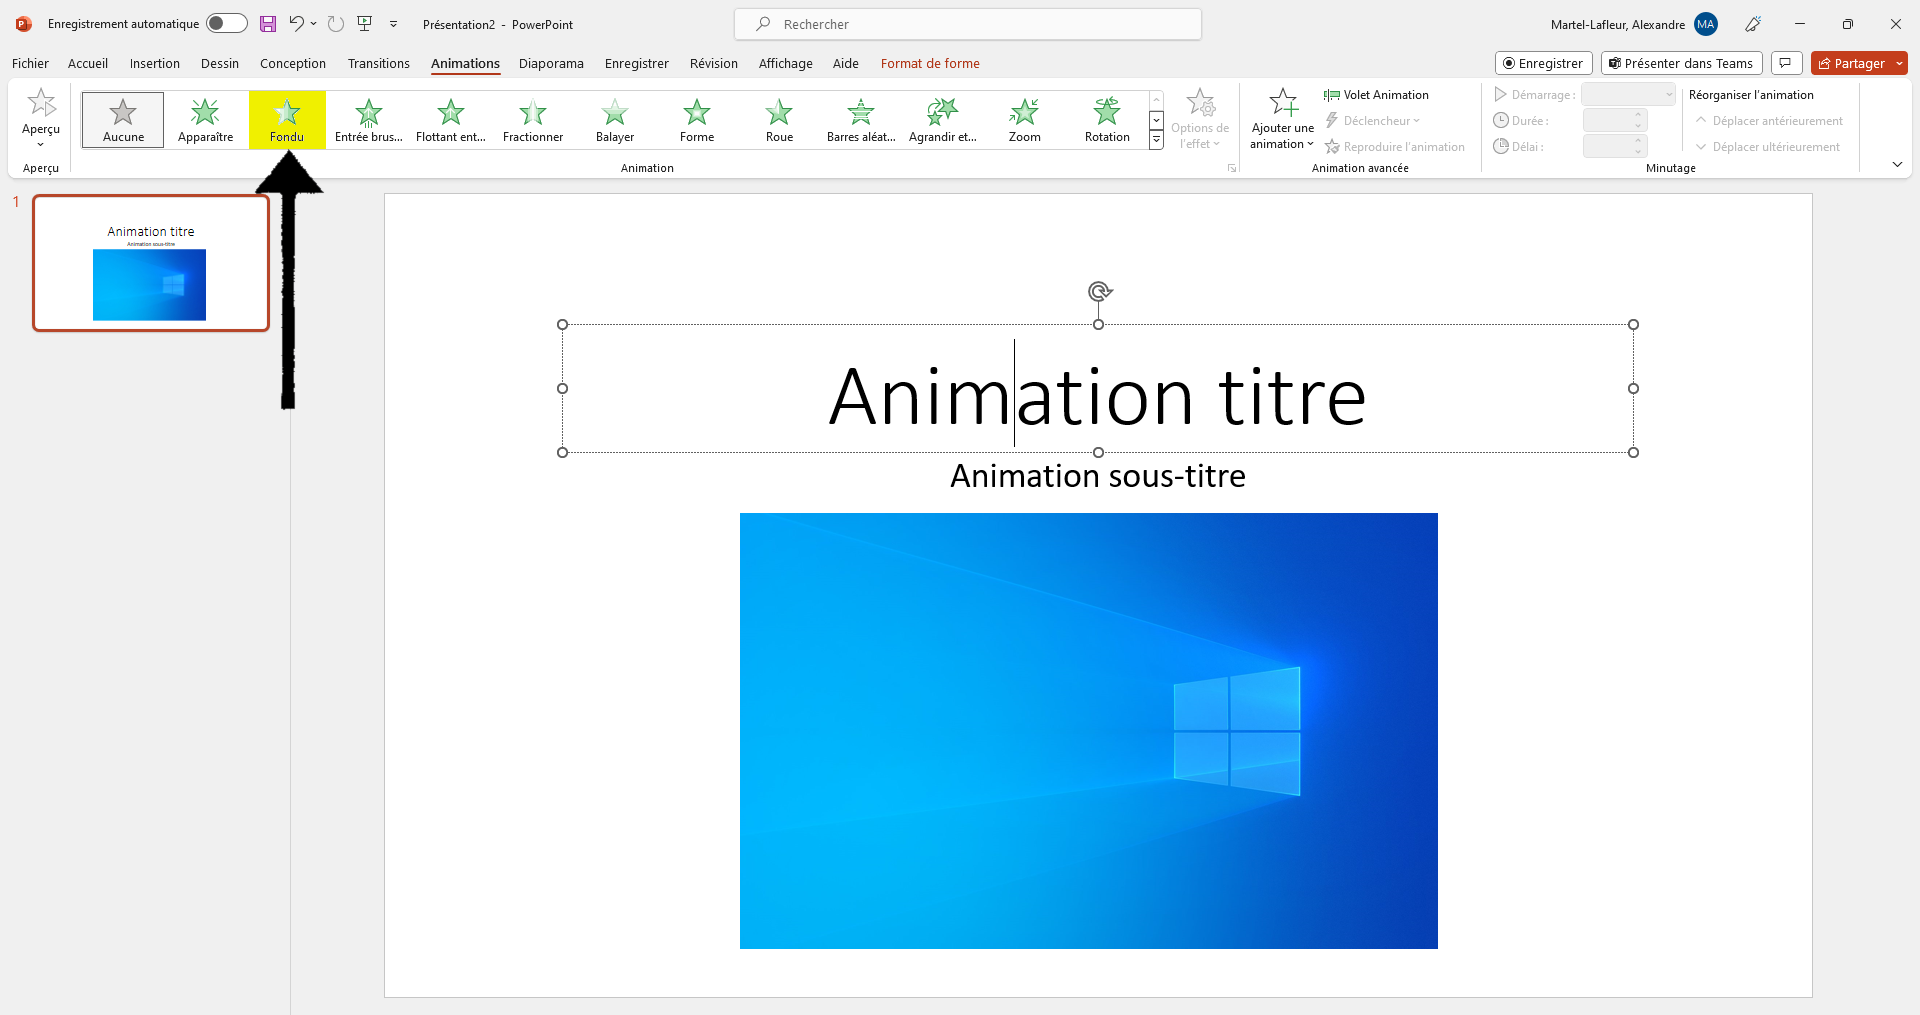 Enregistrement automatique
Présentation2 - PowerPoint
Rechercher
Martel-Lafleur, Alexandre
MA
Fichier Accueil Insertion Dessin Conception Transitions Animations Diaporama Enregistrer Révision Affichage Aide Format de forme
Enregistrer
Présenter dans Teams
Partager
Aperçu
Aperçu
Aucune Apparaître Fondu Entrée brus... Flottant ent... Fractionner Balayer Forme Roue Barres aléat... Agrandir et... Zoom Rotation
Animation
Options de
l'effet
Ajouter une
animation
Volet Animation
Déclencheur
Reproduire l'animation
Animation avancée
Démarrage :
Durée :
Délai :
Réorganiser l'animation
Déplacer antérieurement
Déplacer ultérieurement
Minutage
1
Animation titre
Animation sous-titre
Animation titre
Animation sous-titre